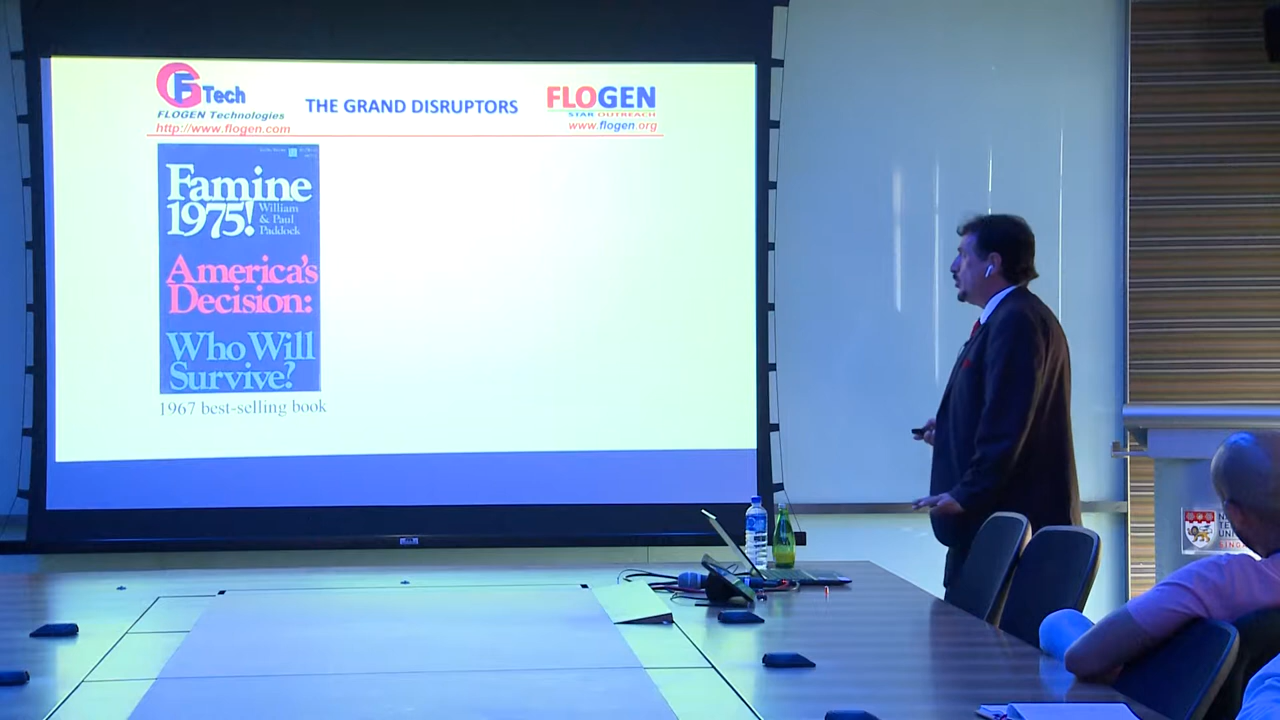 GF Tech
FLOGEN Technologies
http://www.flogen.com
THE GRAND DISRUPTORS
FLOGEN
STAR OUTREACH
www.flogen.org
Famine
1975!
William
& Paul
Paddock
America's
Decision:
Who Will
Survive?
1967 best-selling book